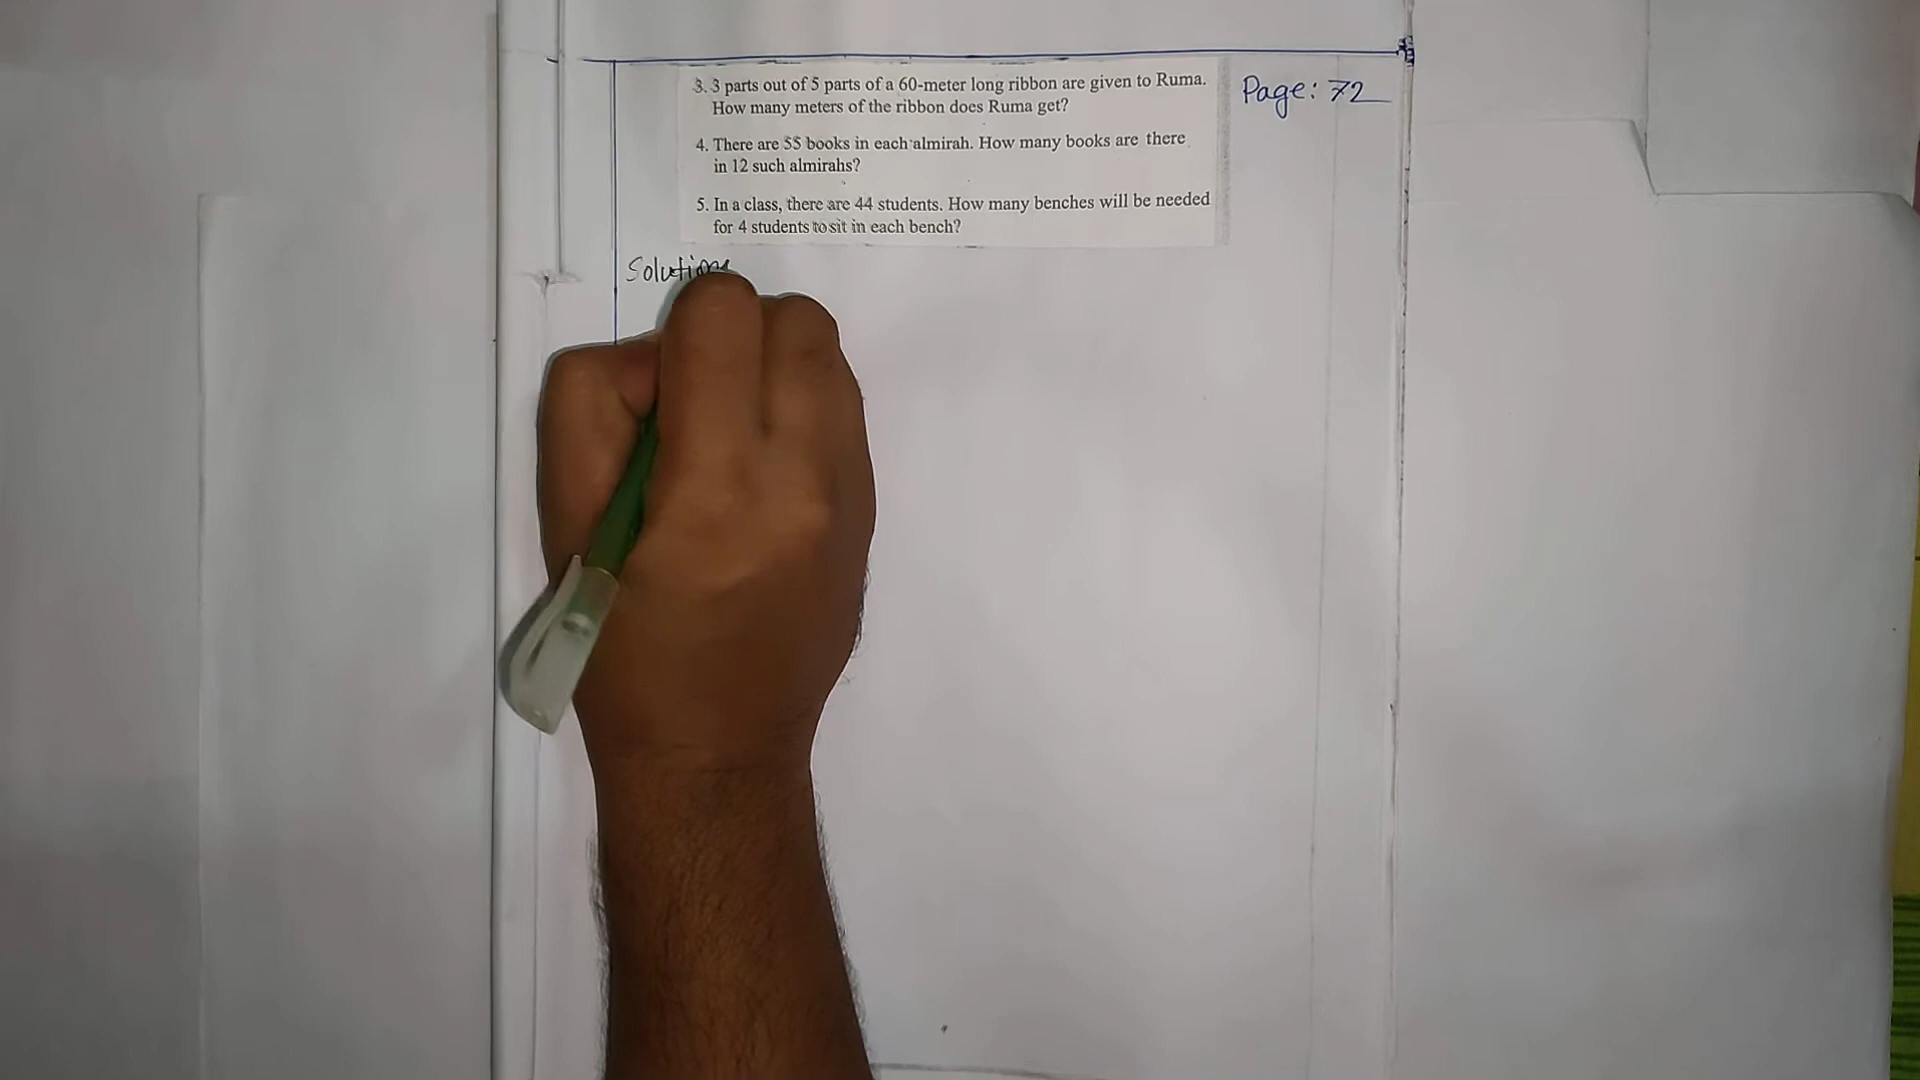 3. 3 parts out of 5 parts of a 60-meter long ribbon are given to Ruma.
How many meters of the ribbon does Ruma get?
4. There are 55 books in each almirah. How many books are there
in 12 such almirahs?
5. In a class, there are 44 students. How many benches will be needed
for 4 students to sit in each bench?
Page: 72
Solution